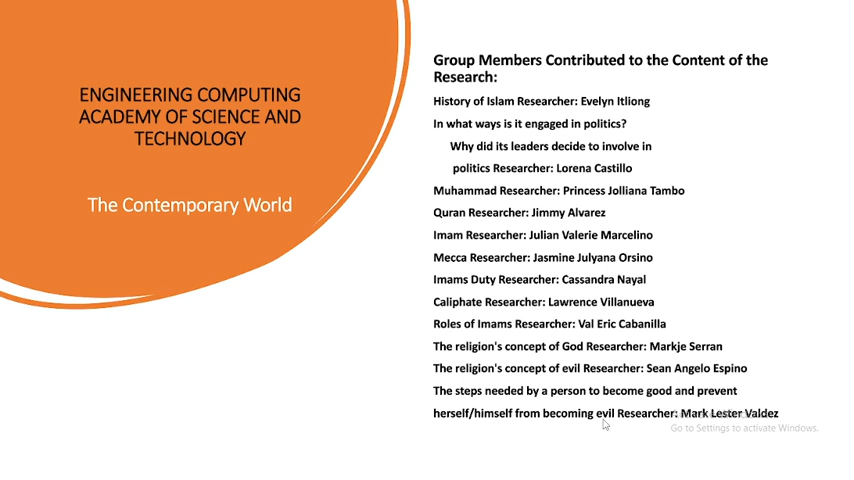 ENGINEERING COMPUTING
ACADEMY OF SCIENCE AND
TECHNOLOGY
The Contemporary World
Group Members Contributed to the Content of the
Research:
History of Islam Researcher: Evelyn Itliong
In what ways is it engaged in politics?
Why did its leaders decide to involve in
politics Researcher: Lorena Castillo
Muhammad Researcher: Princess Jolliana Tambo
Quran Researcher: Jimmy Alvarez
Imam Researcher: Julian Valerie Marcelino
Mecca Researcher: Jasmine Julyana Orsino
Imams Duty Researcher: Cassandra Nayal
Caliphate Researcher: Lawrence Villanueva
Roles of Imams Researcher: Val Eric Cabanilla
The religion's concept of God Researcher: Markje Serran
The religion's concept of evil Researcher: Sean Angelo Espino
The steps needed by a person to become good and prevent
herself/himself from becoming evil Researcher: Mark Lester Valdez
Go to Settings to activate Windows.